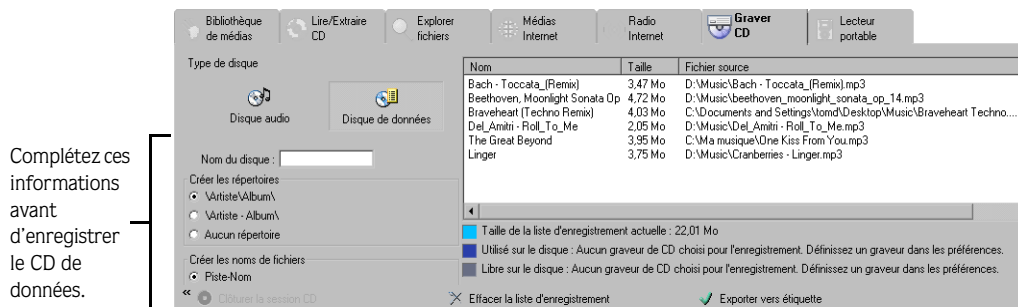 Bibliothèque
de médias
Lire/Extraire
CD
Explorer
fichiers
Médias
Internet
Radio
Internet
Graver
CD
Lecteur
portable
Type de disque
Disque audio
Disque de données
Nom du disque :
Créer les répertoires
\Artiste\Album\
\Artiste - Album\
Aucun répertoire
Créer les noms de fichiers
Piste-Nom
« Clôturer la session CD
Complétez ces
informations
avant
d'enregistrer
le CD de
données.
Nom Taille Fichier source
Bach - Toccata_(Remix) 3,47 Mo D:\Music\Bach - Toccata_(Remix).mp3
Beethoven, Moonlight Sonata Op 4,72 Mo D:\Music\beethoven_moonlight_sonata_op_14.mp3
Braveheart (Techno Remix) 4,03 Mo C:\Documents and Settings\tomd\Desktop\Music\Braveheart Techno....
Del_Amitri - Roll_To_Me 2,05 Mo D:\Music\Del_Amitri - Roll_To_Me.mp3
The Great Beyond 3,95 Mo C:\Ma musique\One Kiss From You.mp3
Linger 3,75 Mo D:\Music\Cranberries - Linger.mp3
Taille de la liste d'enregistrement actuelle : 22,01 Mo
Utilisé sur le disque : Aucun graveur de CD choisi pour l'enregistrement. Définissez un graveur dans les préférences.
Libre sur le disque : Aucun graveur de CD choisi pour l'enregistrement. Définissez un graveur dans les préférences.
Effacer la liste d'enregistrement
Exporter vers étiquette